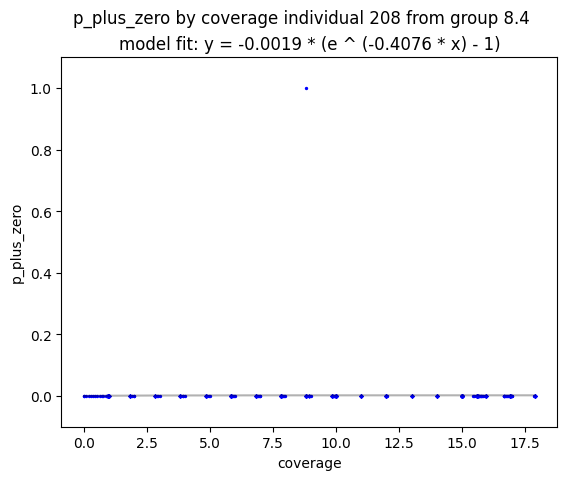 p_plus_zero by coverage individual 208 from group 8.4
model fit: y = -0.0019 * (e ^ (-0.4076 * x) - 1)
1.0
0.8
0.6
0.4
0.2
0.0
p_plus_zero
0.0 2.5 5.0 7.5 10.0 12.5 15.0 17.5
coverage